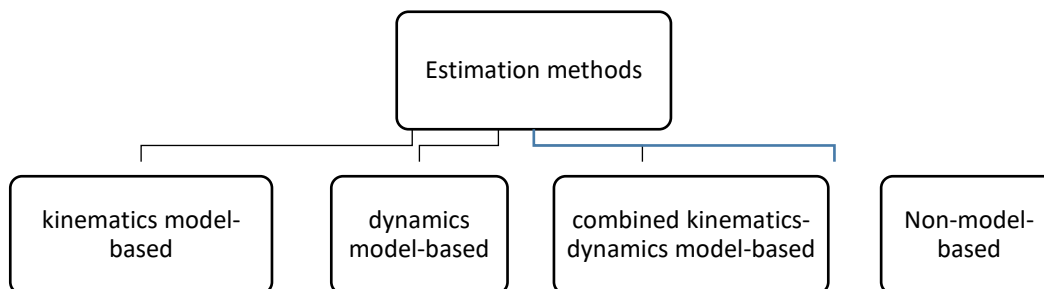 Estimation methods
kinematics model-
based
dynamics
model-based
combined kinematics-
dynamics model-based
Non-model-
based